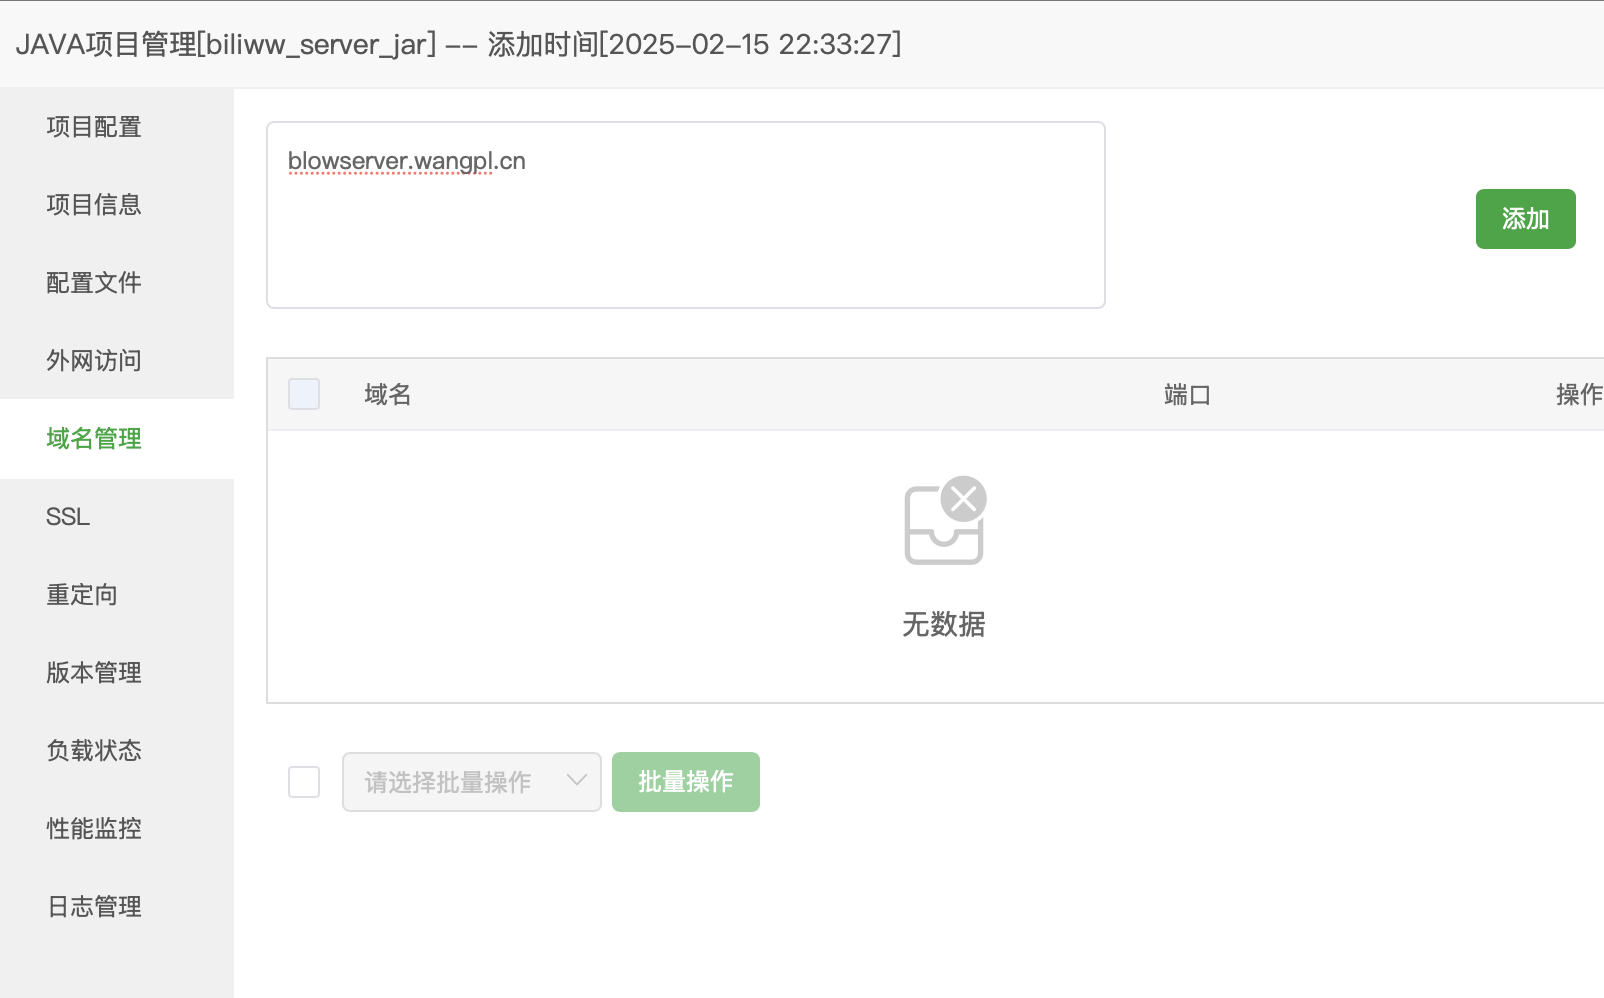 JAVA项目管理[biliww_server_jar] -- 添加时间[2025-02-15 22:33:27]
项目配置
项目信息
配置文件
外网访问
域名管理
SSL
重定向
版本管理
负载状态
性能监控
日志管理
blowserver.wangpl.cn
添加
域名 端口 操作
无数据
请选择批量操作 批量操作